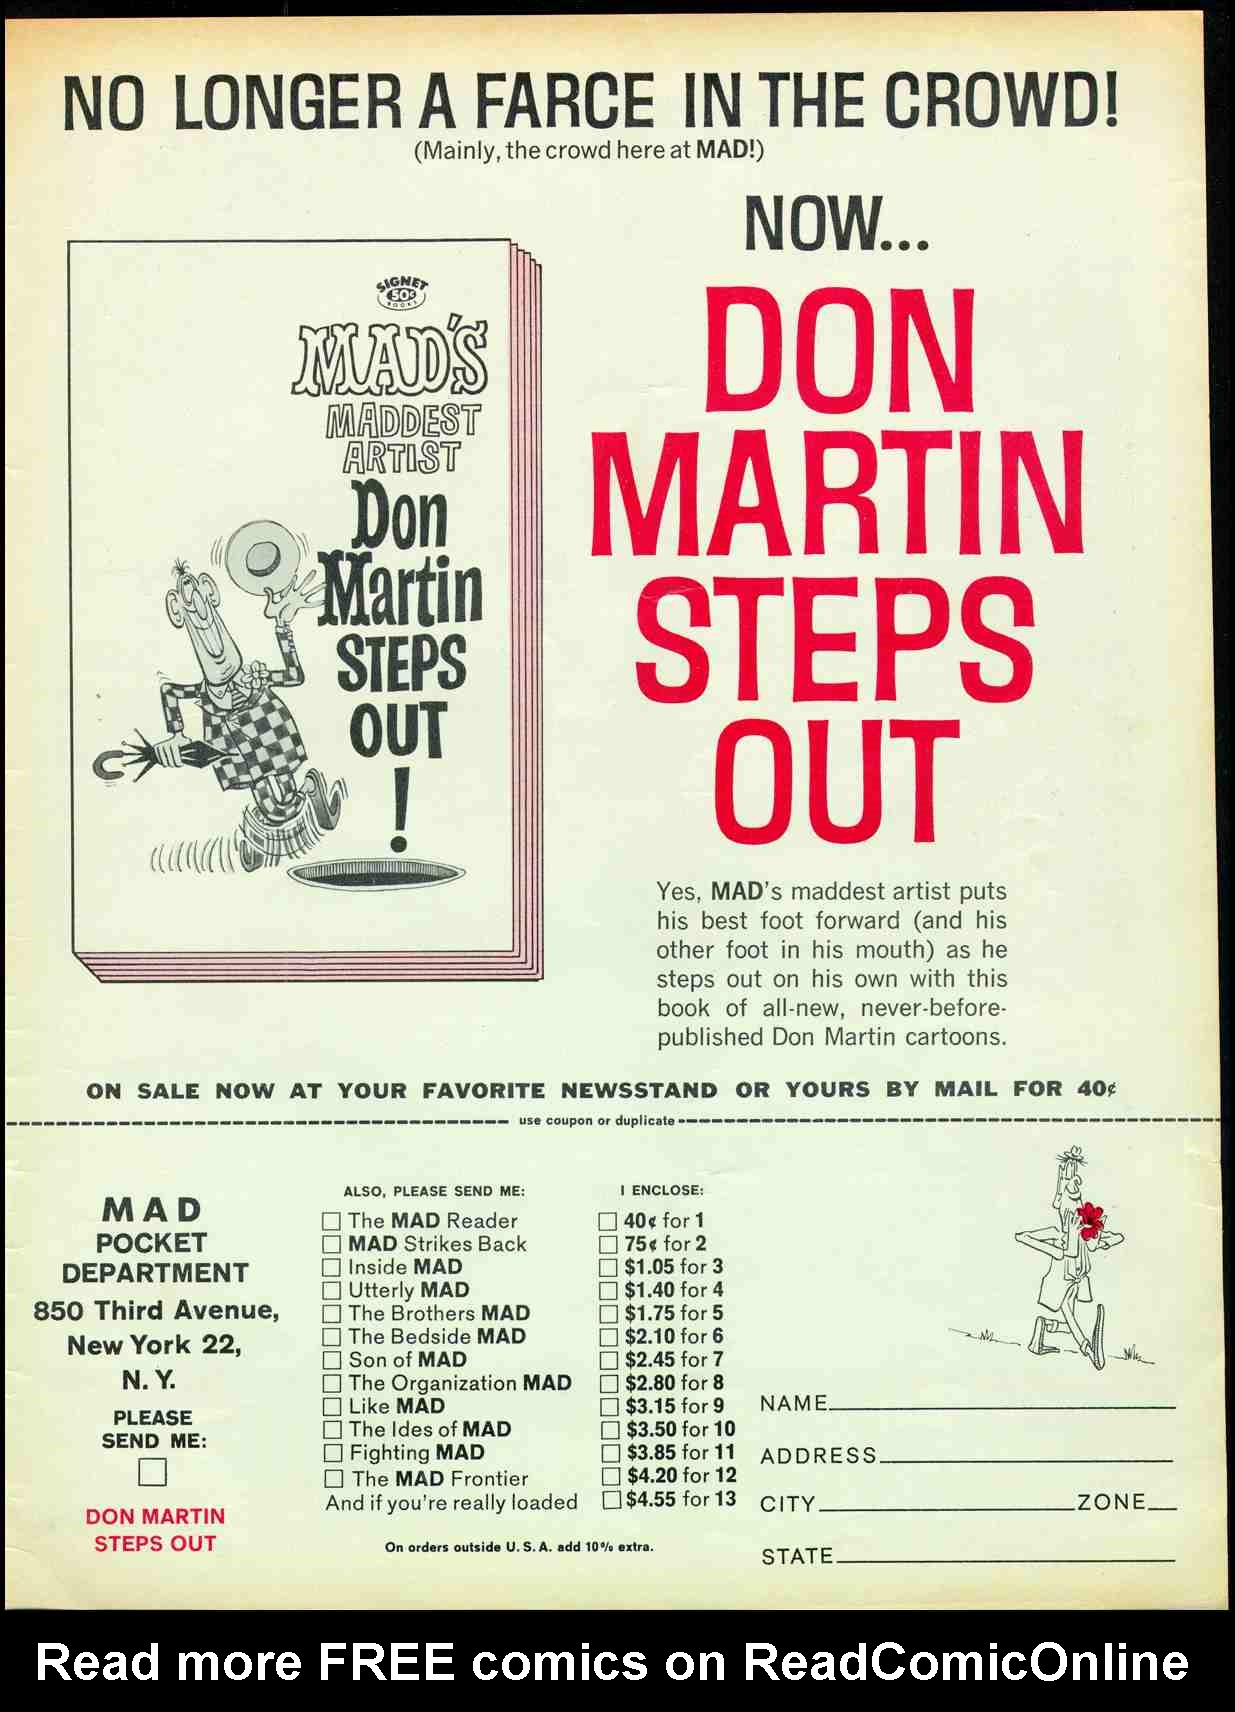 NO LONGER A FARCE IN THE CROWD!
(Mainly, the crowd here at MAD!)
NOW...
DON
MARTIN
STEPS
OUT
SIGNET
50¢
BOOKS
MAD'S
MADDEST
ARTIST
Don
Martin
STEPS
OUT
!
Yes, MAD's maddest artist puts
his best foot forward (and his
other foot in his mouth) as he
steps out on his own with this
book of all-new, never-before-
published Don Martin cartoons.
ON SALE NOW AT YOUR FAVORITE NEWSSTAND OR YOURS BY MAIL FOR 40¢
use coupon or duplicate
MAD
POCKET
DEPARTMENT
850 Third Avenue,
New York 22,
N. Y.
PLEASE
SEND ME:
DON MARTIN
STEPS OUT
ALSO, PLEASE SEND ME:
The MAD Reader
MAD Strikes Back
Inside MAD
Utterly MAD
The Brothers MAD
The Bedside MAD
Son of MAD
The Organization MAD
Like MAD
The Ides of MAD
Fighting MAD
The MAD Frontier
And if you're really loaded
I ENCLOSE:
40¢ for 1
75¢ for 2
$1.05 for 3
$1.40 for 4
$1.75 for 5
$2.10 for 6
$2.45 for 7
$2.80 for 8
$3.15 for 9
$3.50 for 10
$3.85 for 11
$4.20 for 12
$4.55 for 13
On orders outside U. S. A. add 10% extra.
NAME
ADDRESS
CITY ZONE
STATE
Read more FREE comics on ReadComicOnline